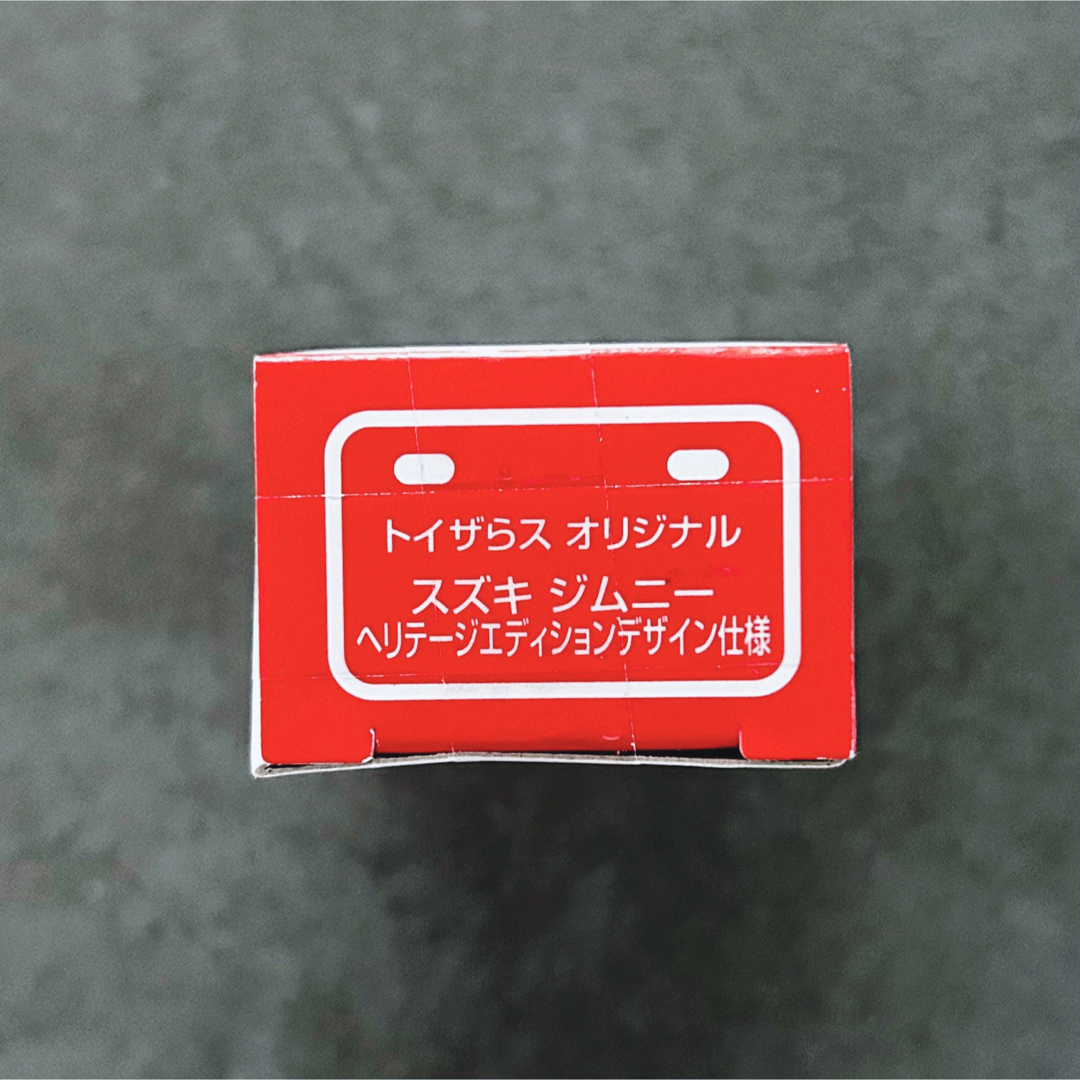 トイザらス オリジナル
スズキ ジムニー
ヘリテージエディションデザイン仕様